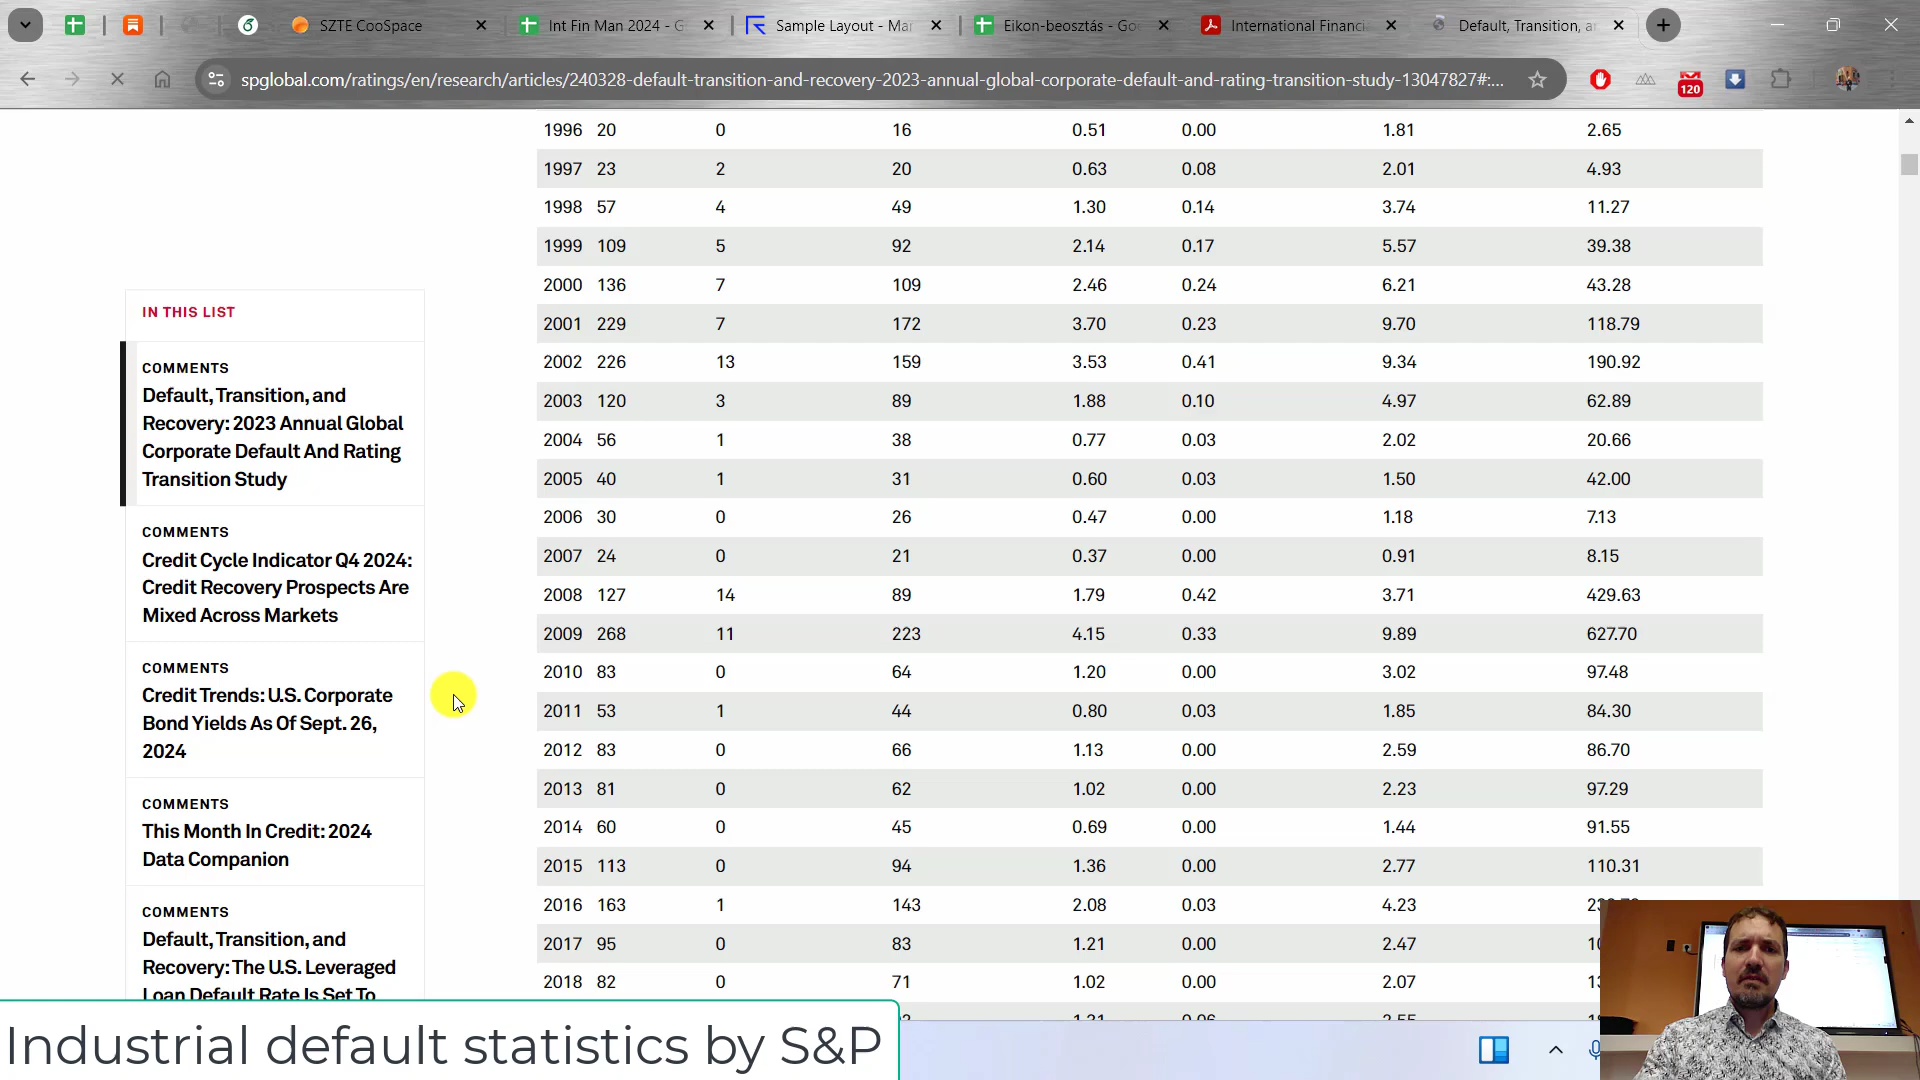 SZTE CooSpace
Int Fin Man 2024 - G
Sample Layout - Mar
Eikon-beosztás - Goo
International Financi
Default, Transition, a
spglobal.com/ratings/en/research/articles/240328-default-transition-and-recovery-2023-annual-global-corporate-default-and-rating-transition-study-13047827#:...
120
1996 20 0 16 0.51 0.00 1.81 2.65
1997 23 2 20 0.63 0.08 2.01 4.93
1998 57 4 49 1.30 0.14 3.74 11.27
1999 109 5 92 2.14 0.17 5.57 39.38
2000 136 7 109 2.46 0.24 6.21 43.28
2001 229 7 172 3.70 0.23 9.70 118.79
2002 226 13 159 3.53 0.41 9.34 190.92
2003 120 3 89 1.88 0.10 4.97 62.89
2004 56 1 38 0.77 0.03 2.02 20.66
2005 40 1 31 0.60 0.03 1.50 42.00
2006 30 0 26 0.47 0.00 1.18 7.13
2007 24 0 21 0.37 0.00 0.91 8.15
2008 127 14 89 1.79 0.42 3.71 429.63
2009 268 11 223 4.15 0.33 9.89 627.70
2010 83 0 64 1.20 0.00 3.02 97.48
2011 53 1 44 0.80 0.03 1.85 84.30
2012 83 0 66 1.13 0.00 2.59 86.70
2013 81 0 62 1.02 0.00 2.23 97.29
2014 60 0 45 0.69 0.00 1.44 91.55
2015 113 0 94 1.36 0.00 2.77 110.31
2016 163 1 143 2.08 0.03 4.23
2017 95 0 83 1.21 0.00 2.47
2018 82 0 71 1.02 0.00 2.07
IN THIS LIST
COMMENTS
Default, Transition, and
Recovery: 2023 Annual Global
Corporate Default And Rating
Transition Study
COMMENTS
Credit Cycle Indicator Q4 2024:
Credit Recovery Prospects Are
Mixed Across Markets
COMMENTS
Credit Trends: U.S. Corporate
Bond Yields As Of Sept. 26,
2024
COMMENTS
This Month In Credit: 2024
Data Companion
COMMENTS
Default, Transition, and
Recovery: The U.S. Leveraged
Loan Default Rate Is Set To
Industrial default statistics by S&P